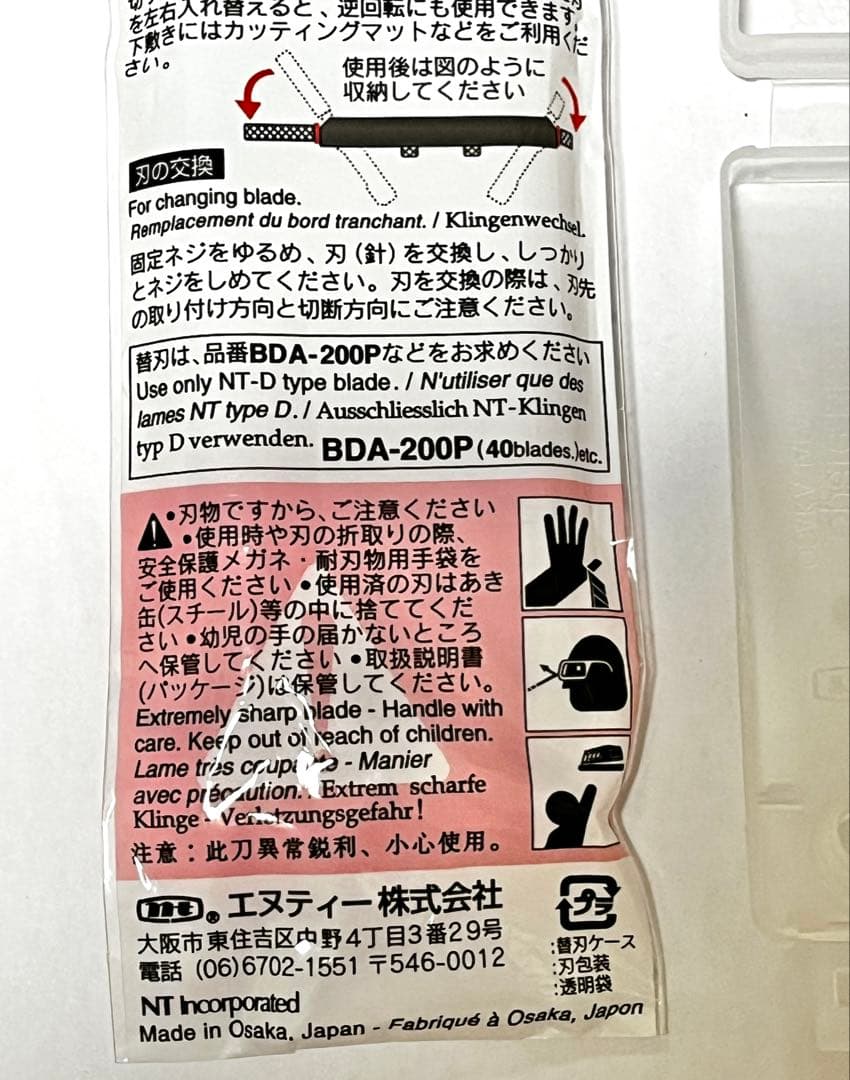 を左右入れ替えると、逆回転にも使用できます。
下敷きにはカッティングマットなどをご利用くだ
さい。
使用後は図のように
収納してください
刃の交換
For changing blade.
Remplacement du bord tranchant. / Klingenwechsel.
固定ネジをゆるめ、刃（針）を交換し、しっかり
とネジをしめてください。刃を交換の際は、刃先
の取り付け方向と切断方向にご注意ください。
替刃は、品番BDA-200Pなどをお求めください
Use only NT-D type blade. / N'utiliser que des
lames NT type D. / Ausschliesslich NT-Klingen
typ D verwenden. BDA-200P (40blades.)etc.
•刃物ですから、ご注意ください
•使用時や刃の折取りの際、
安全保護メガネ・耐刃物用手袋を
ご使用ください •使用済の刃はあき
缶(スチール)等の中に捨ててくだ
さい •幼児の手の届かないところ
へ保管してください •取扱説明書
(パッケージ)は保管してください。
Extremely sharp blade - Handle with
care. Keep out of reach of children.
Lame très coupante - Manier
avec précaution. / Extrem scharfe
Klinge - Verletzungsgefahr!
注意：此刀異常鋭利、小心使用。
nt® エヌティー株式会社
大阪市東住吉区中野4丁目3番29号
電話 (06)6702-1551 〒546-0012
NT Incorporated
Made in Osaka, Japan - Fabriqué à Osaka, Japon
プラ
:替刃ケース
:刃包装
:透明袋